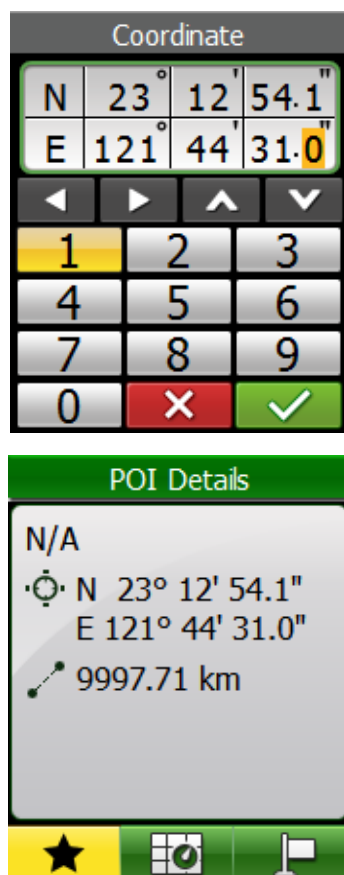 Coordinate
N 23° 12' 54.1"
E 121° 44' 31.0"
1 2 3
4 5 6
7 8 9
0
POI Details
N/A
N 23° 12' 54.1"
E 121° 44' 31.0"
9997.71 km